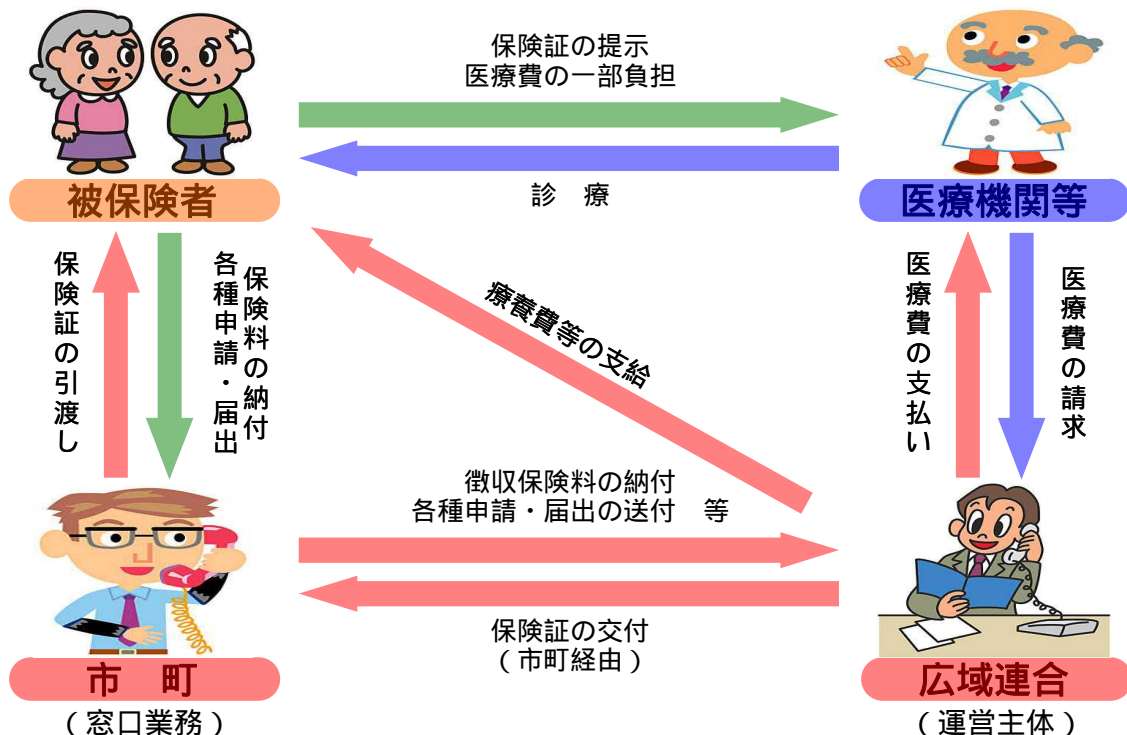 保険証の提示
医療費の一部負担
診　療
被保険者
医療機関等
保険証の引渡し
保険料の納付
各種申請・届出
療養費等の支給
医療費の支払い
医療費の請求
徴収保険料の納付
各種申請・届出の送付　等
保険証の交付
（市町経由）
市　町
（窓口業務）
広域連合
（運営主体）